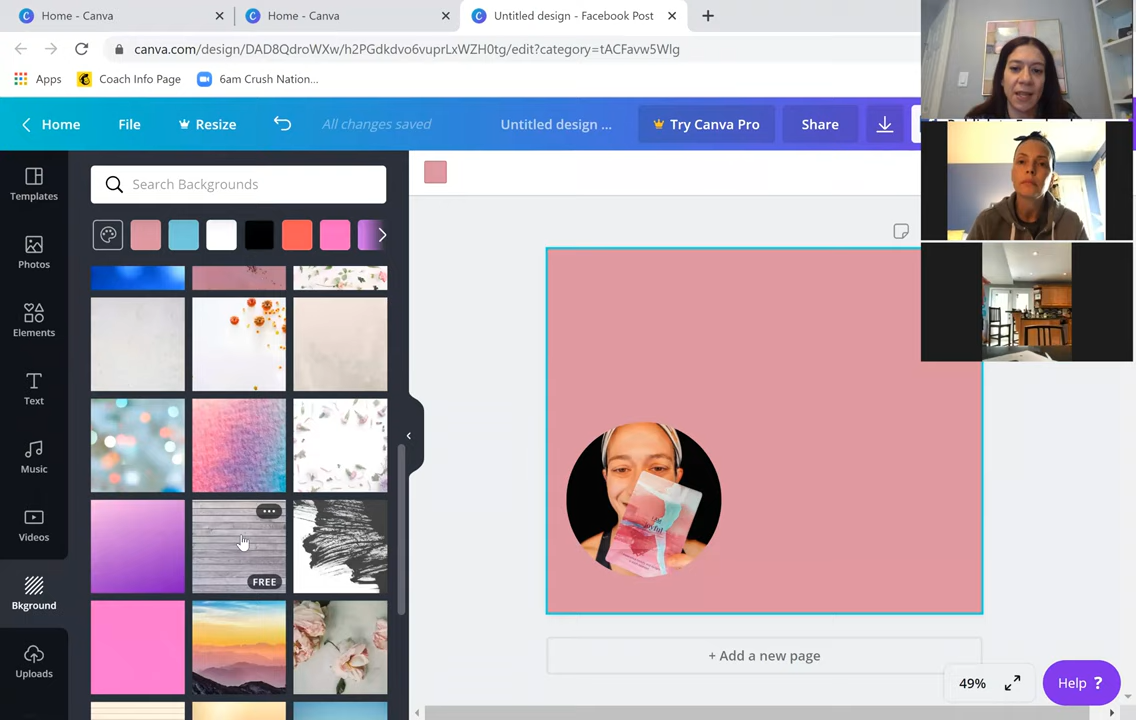 Home - Canva
Home - Canva
Untitled design - Facebook Post
canva.com/design/DAD8QdroWXw/h2PGdkdvo6vuprLxWZH0tg/edit?category=tACFavw5WIg
Apps
Coach Info Page
6am Crush Nation...
Home
File
Resize
All changes saved
Untitled design ...
Try Canva Pro
Share
Templates
Photos
Elements
Text
Music
Videos
Bkground
Uploads
Search Backgrounds
FREE
joyful
+ Add a new page
49%
Help ?